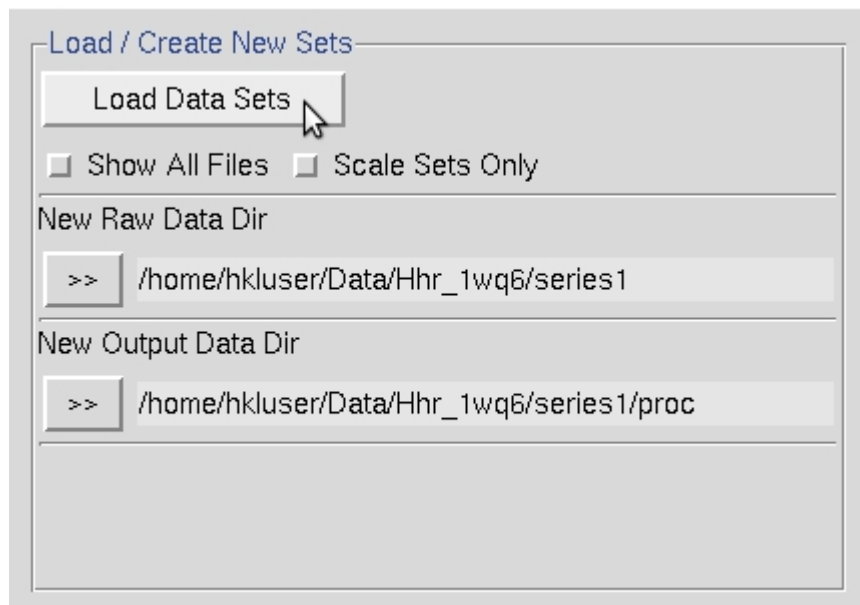 Load / Create New Sets
Load Data Sets
Show All Files Scale Sets Only
New Raw Data Dir
>> /home/hkluser/Data/Hhr_1wq6/series1
New Output Data Dir
>> /home/hkluser/Data/Hhr_1wq6/series1/proc